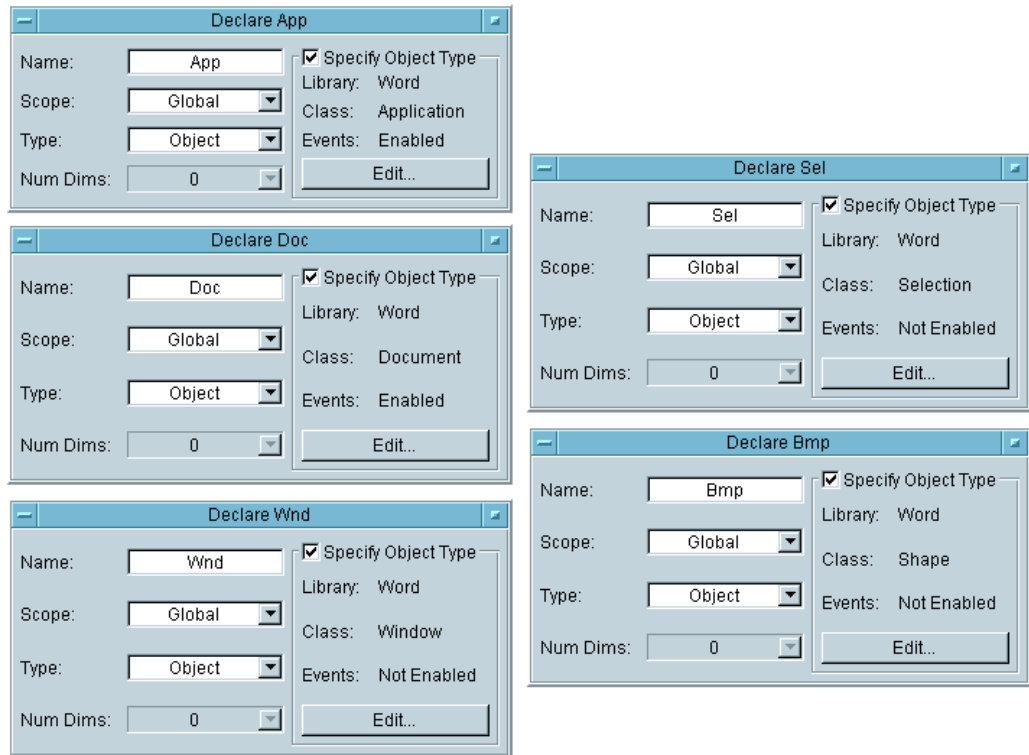 Declare App
Name: App
Scope: Global
Type: Object
Num Dims: 0
Specify Object Type
Library: Word
Class: Application
Events: Enabled
Edit...
Declare Doc
Name: Doc
Scope: Global
Type: Object
Num Dims: 0
Specify Object Type
Library: Word
Class: Document
Events: Enabled
Edit...
Declare Wnd
Name: Wnd
Scope: Global
Type: Object
Num Dims: 0
Specify Object Type
Library: Word
Class: Window
Events: Not Enabled
Edit...
Declare Sel
Name: Sel
Scope: Global
Type: Object
Num Dims: 0
Specify Object Type
Library: Word
Class: Selection
Events: Not Enabled
Edit...
Declare Bmp
Name: Bmp
Scope: Global
Type: Object
Num Dims: 0
Specify Object Type
Library: Word
Class: Shape
Events: Not Enabled
Edit...